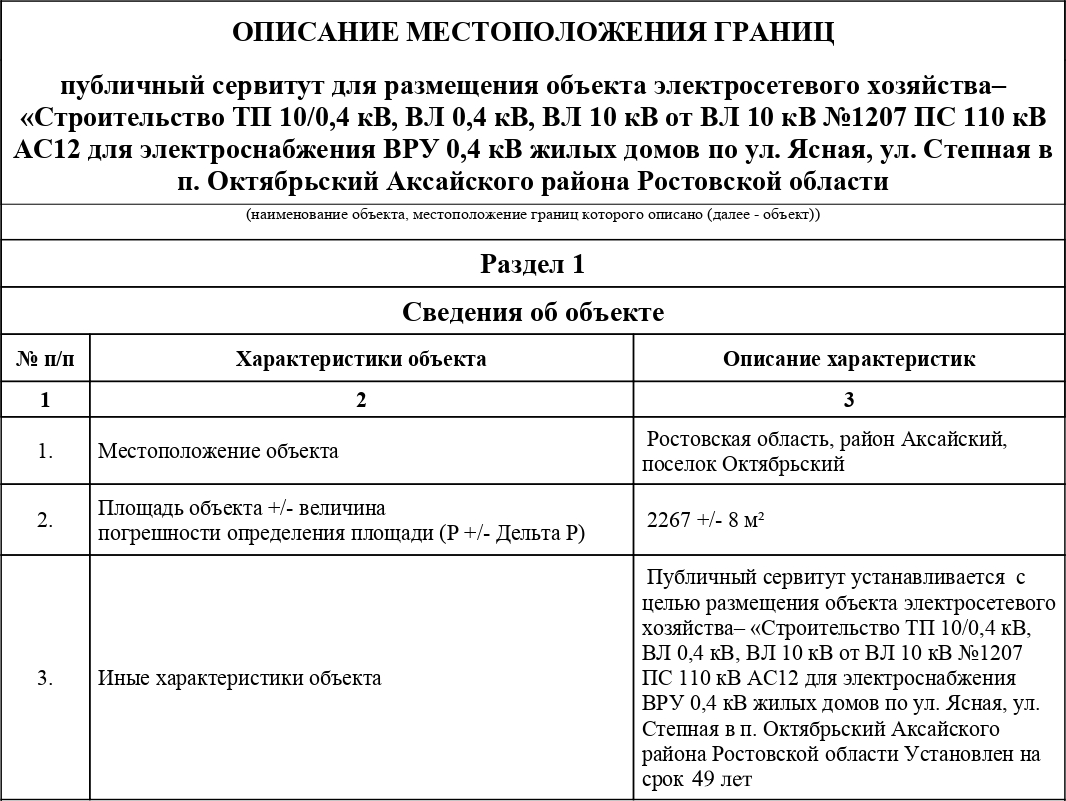 ОПИСАНИЕ МЕСТОПОЛОЖЕНИЯ ГРАНИЦ
публичный сервитут для размещения объекта электросетевого хозяйства–
«Строительство ТП 10/0,4 кВ, ВЛ 0,4 кВ, ВЛ 10 кВ от ВЛ 10 кВ №1207 ПС 110 кВ
АС12 для электроснабжения ВРУ 0,4 кВ жилых домов по ул. Ясная, ул. Степная в
п. Октябрьский Аксайского района Ростовской области
(наименование объекта, местоположение границ которого описано (далее - объект))
Раздел 1
Сведения об объекте
№ п/п Характеристики объекта Описание характеристик
1 2 3
1. Местоположение объекта Ростовская область, район Аксайский,
поселок Октябрьский
2. Площадь объекта +/- величина
погрешности определения площади (Р +/- Дельта Р) 2267 +/- 8 м²
3. Иные характеристики объекта Публичный сервитут устанавливается с
целью размещения объекта электросетевого
хозяйства– «Строительство ТП 10/0,4 кВ,
ВЛ 0,4 кВ, ВЛ 10 кВ от ВЛ 10 кВ №1207
ПС 110 кВ АС12 для электроснабжения
ВРУ 0,4 кВ жилых домов по ул. Ясная, ул.
Степная в п. Октябрьский Аксайского
района Ростовской области Установлен на
срок 49 лет